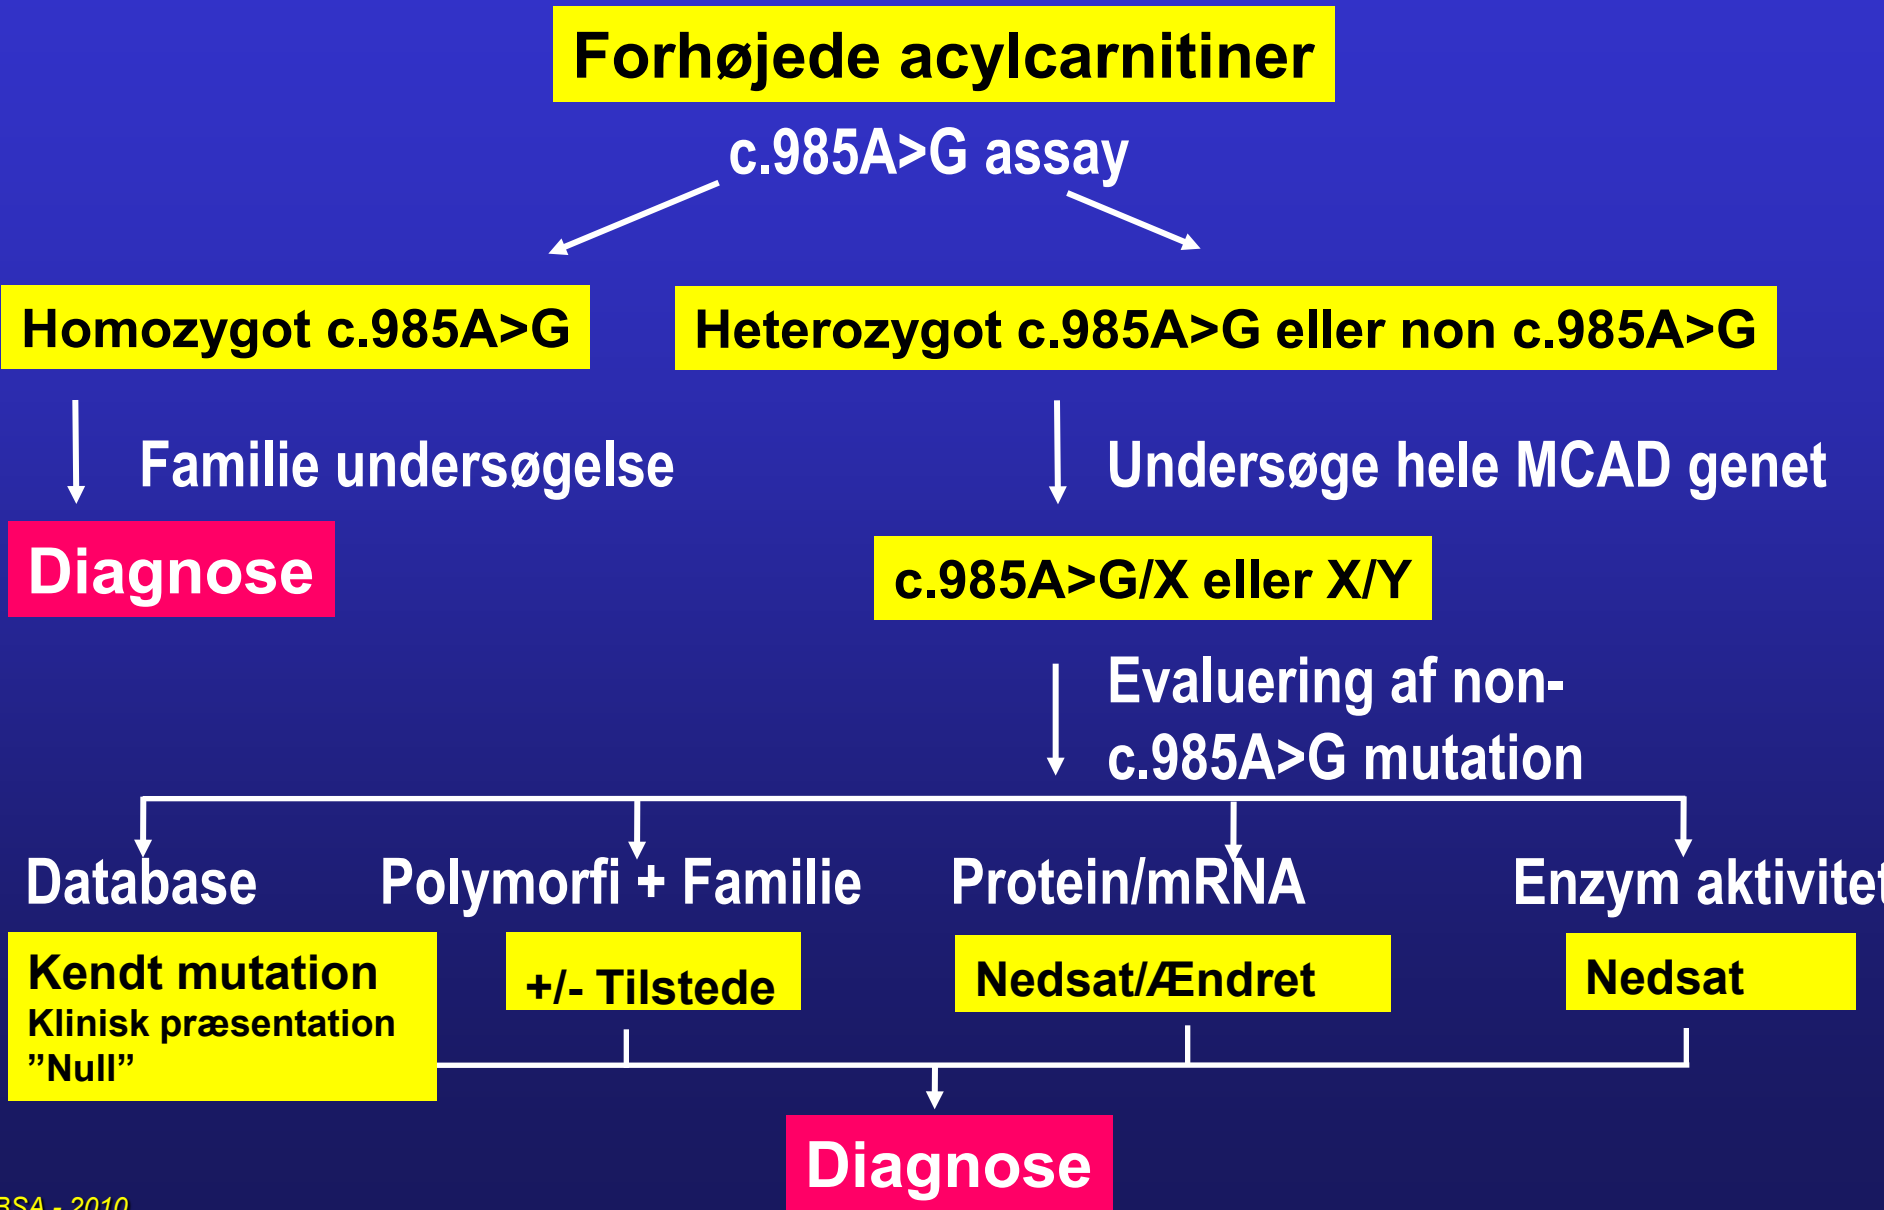 Forhøjede acylcarnitiner
c.985A>G assay
Homozygot c.985A>G
Heterozygot c.985A>G eller non c.985A>G
Familie undersøgelse
Undersøge hele MCAD genet
Diagnose
c.985A>G/X eller X/Y
Evaluering af non-
c.985A>G mutation
Database
Polymorfi + Familie
Protein/mRNA
Enzym aktivitet
Kendt mutation
Klinisk præsentation
”Null”
+/- Tilstede
Nedsat/Ændret
Nedsat
Diagnose
BSA - 2010